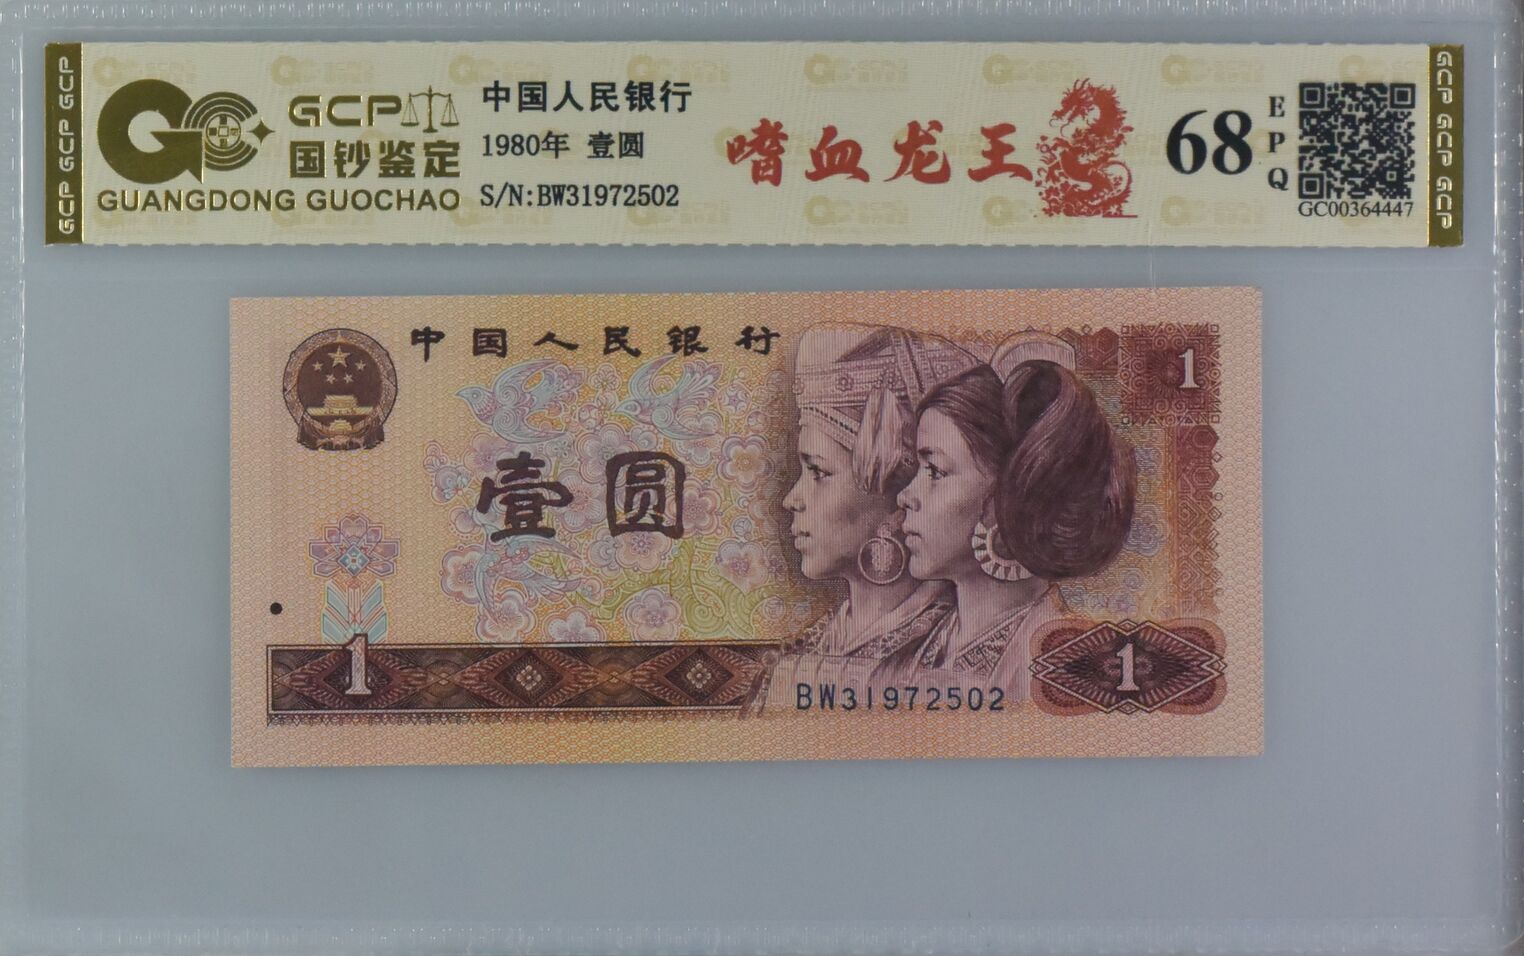 GCP GCP GCP
GCP
国钞鉴定
GUANGDONG GUOCHAO
中国人民银行
1980年 壹圆
S/N:BW31972502
嗜血龙王
68
EPQ
GC00364447
GCP GCP GCP
中国人民银行
1
壹圆
1
1
BW31972502